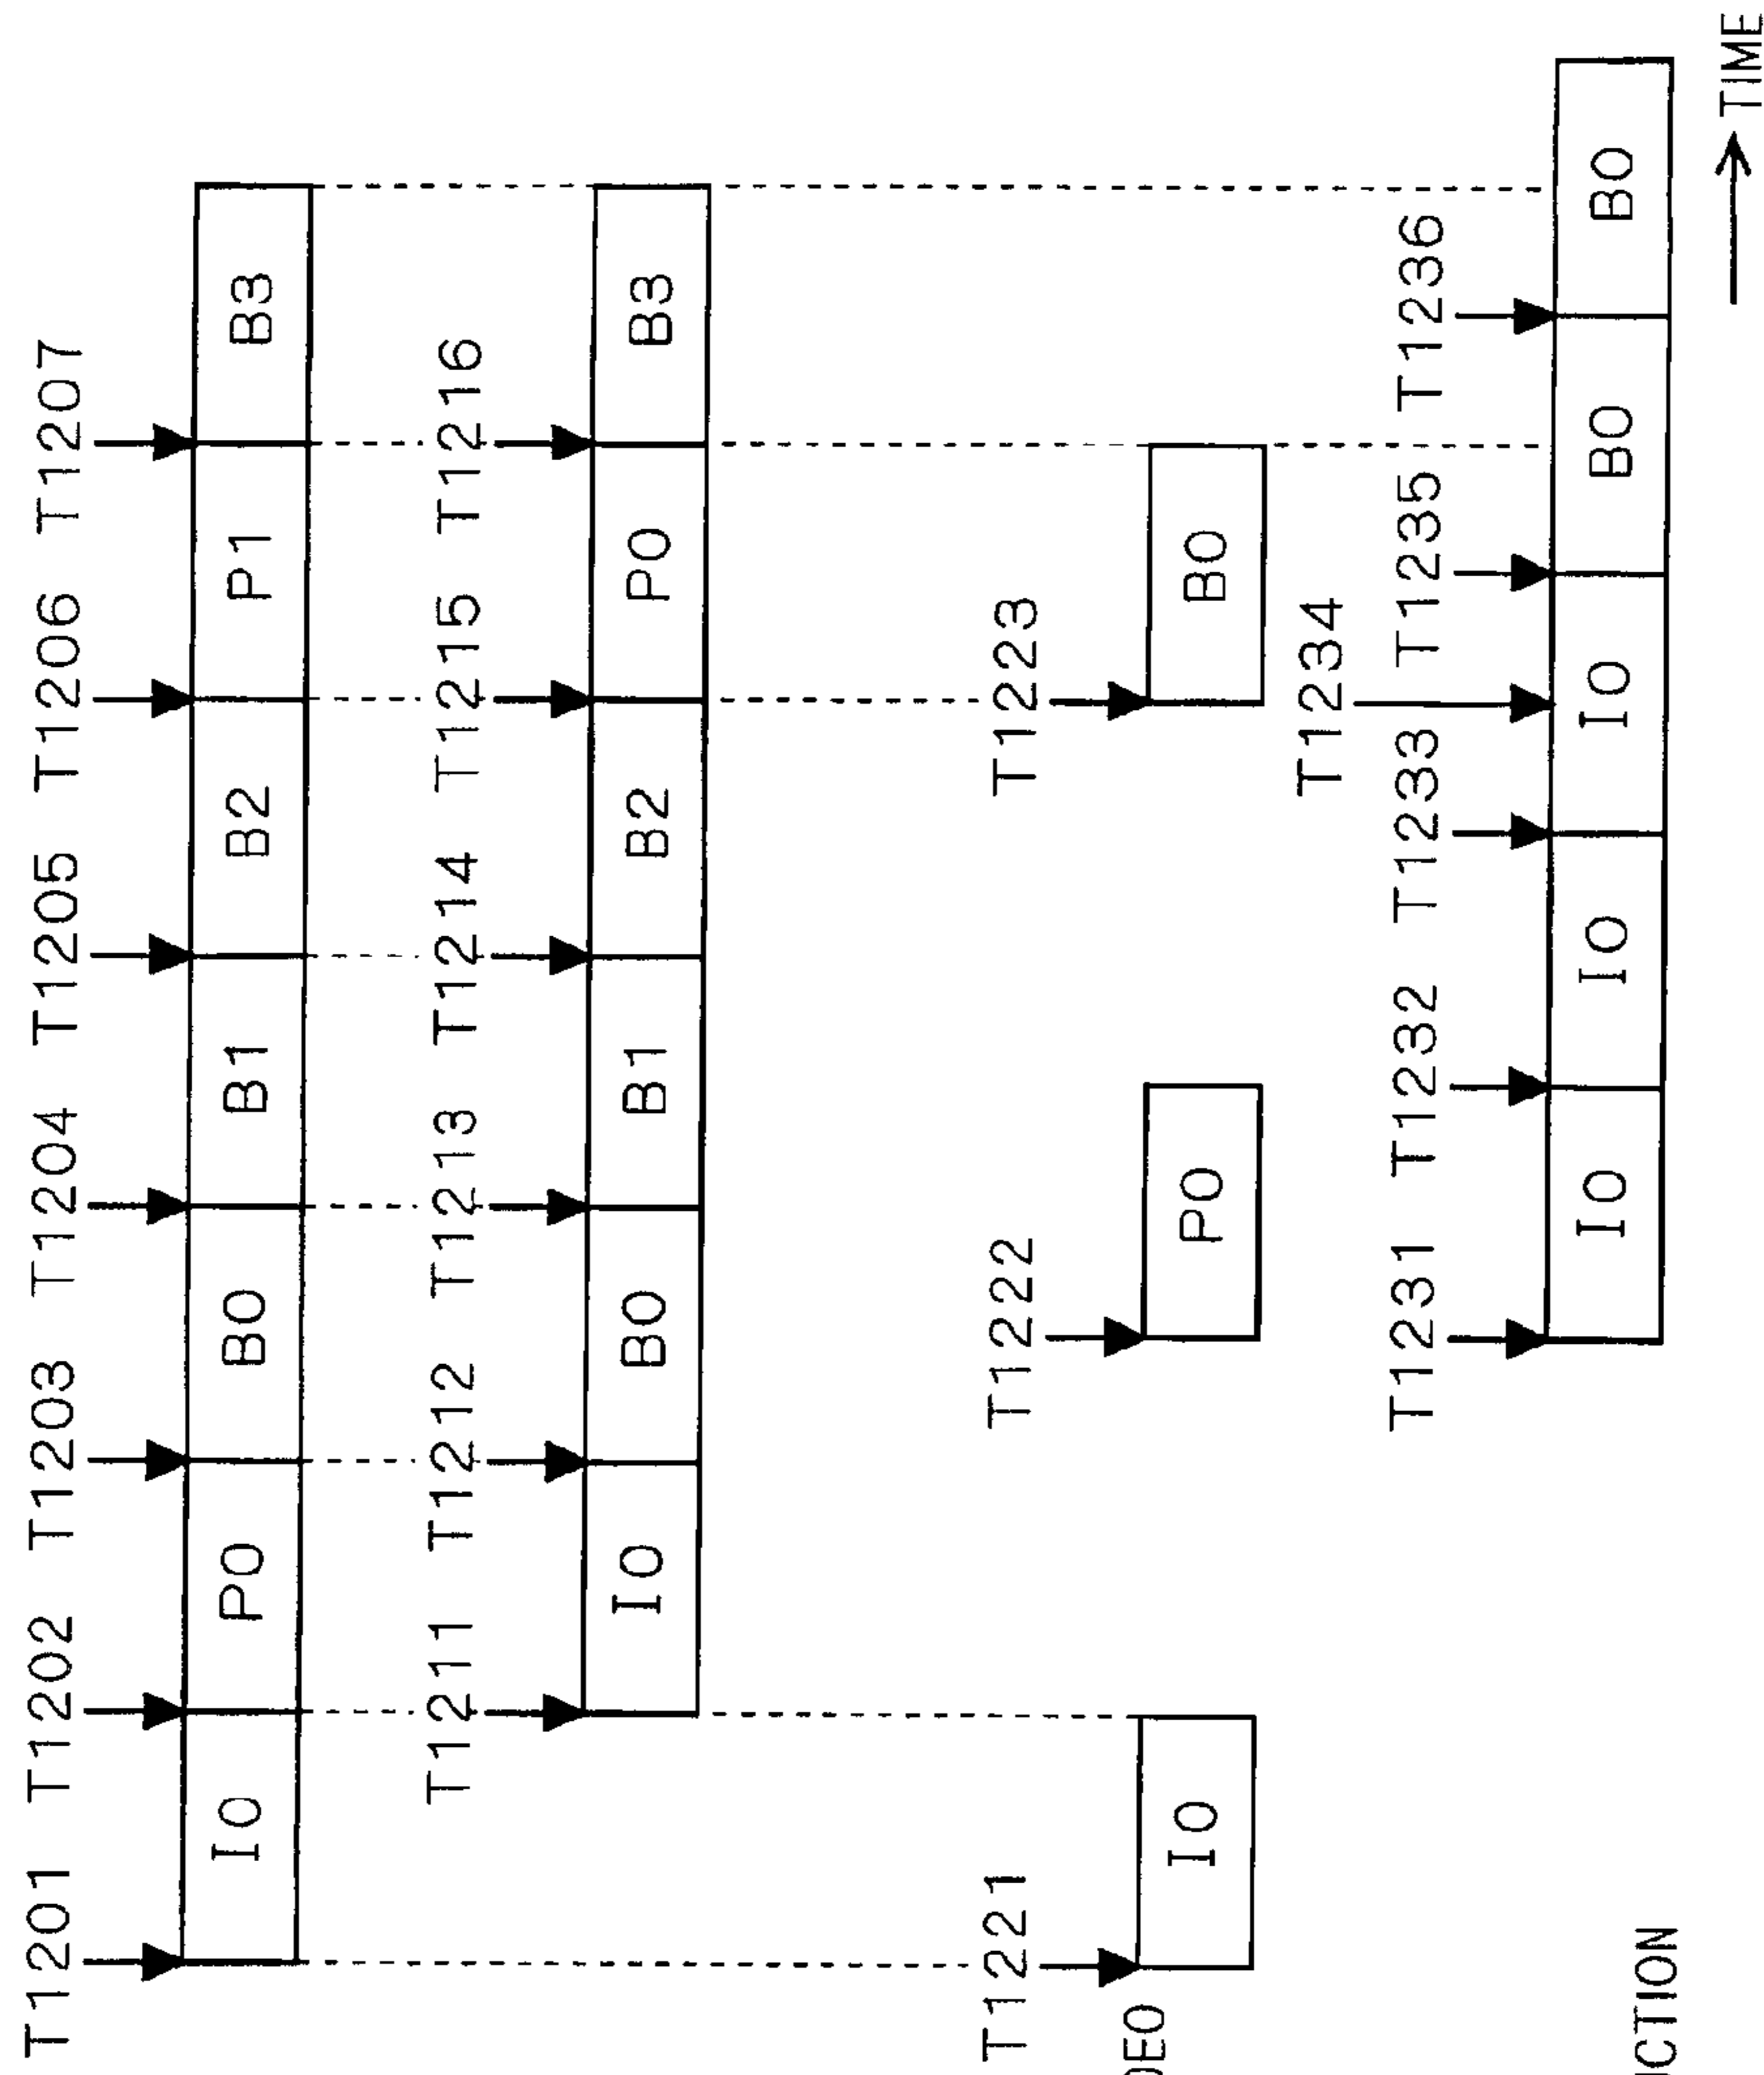 T1201 T1202 T1203 T1204 T1205 T1206 T1207
I0 P0 B0 B1 B2 P1 B3
T1211 T1212 T1213 T1214 T1215 T1216
I0 B0 B1 B2 P0 B3
T1221 T1222 T1223
DEO I0 P0 B0
T1234
T1231 T1232 T1233 T1235 T1236
I0 I0 I0 B0 B0
NCTION
TIME